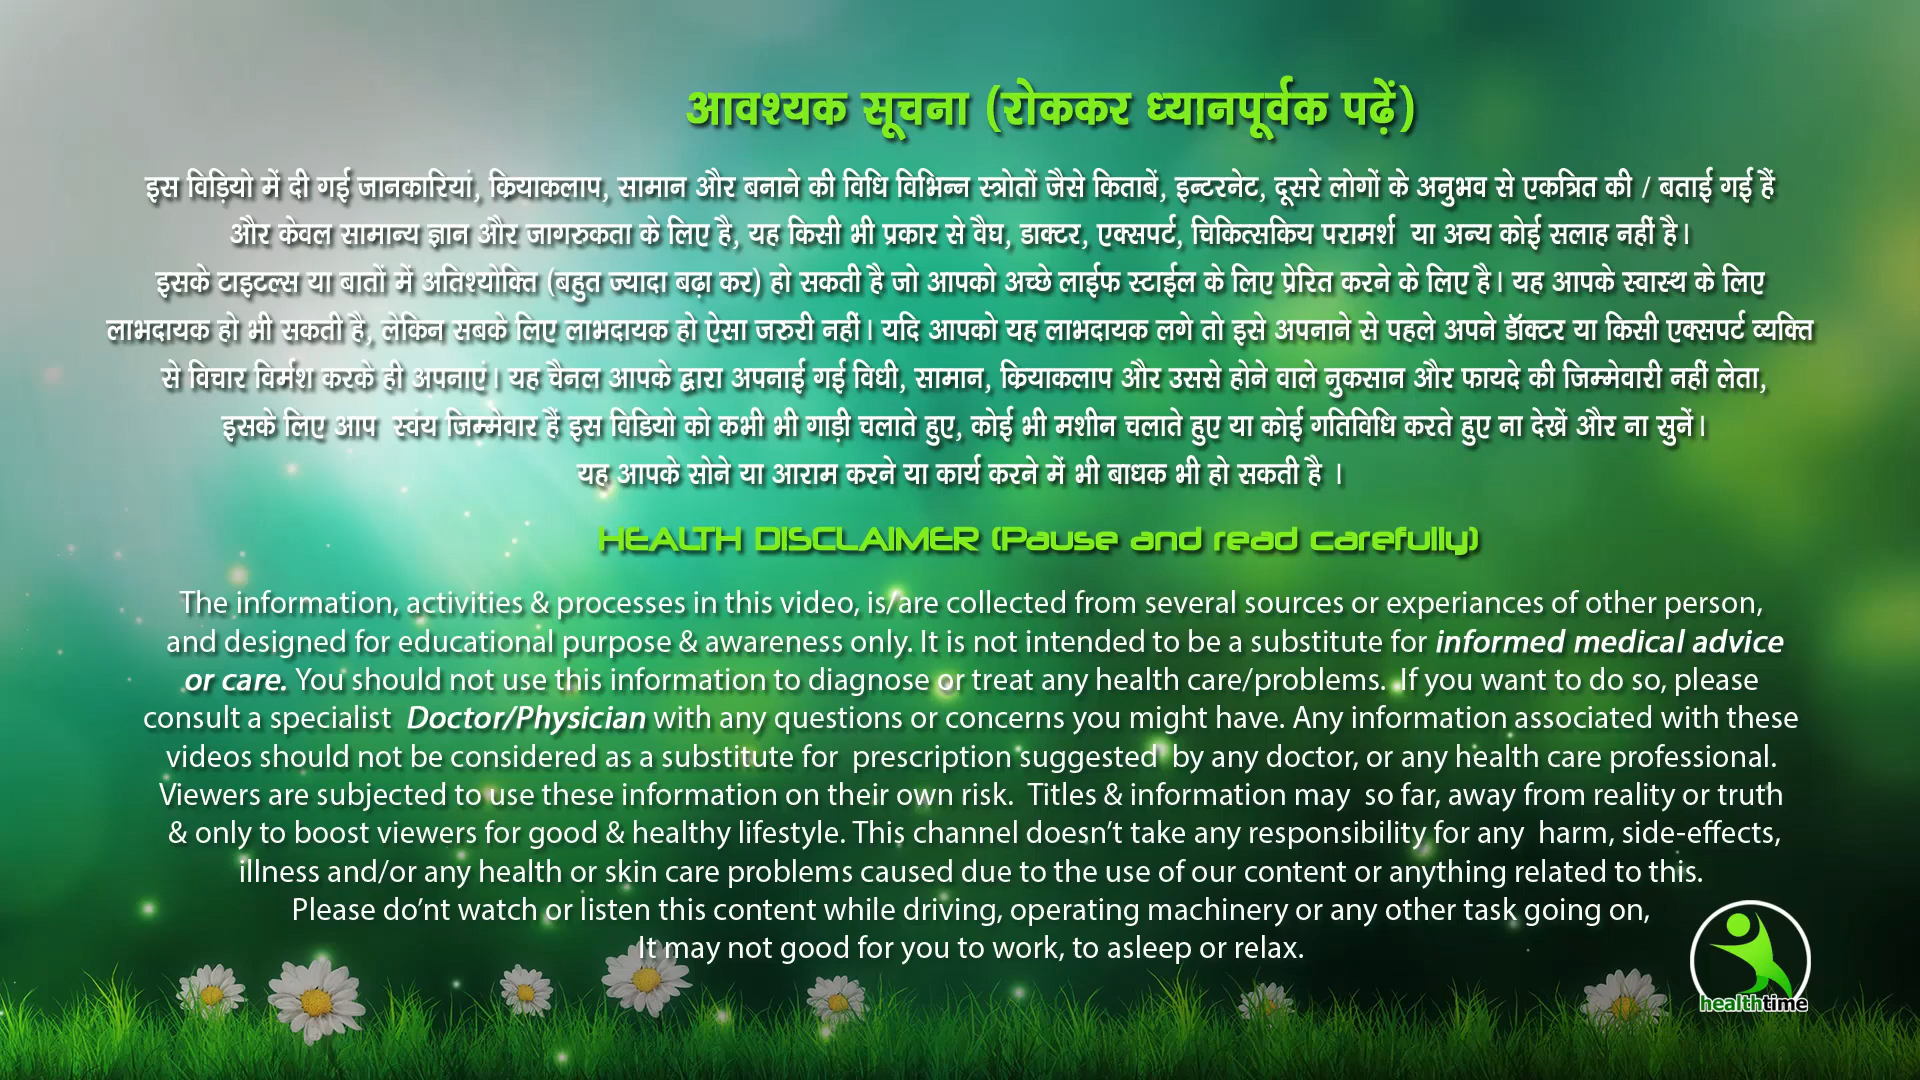 आवश्यक सूचना (रोककर ध्यानपूर्वक पढ़ें)
इस विड़ियो में दी गई जानकारियां, क्रियाकलाप, सामान और बनाने की विधि विभिन्न स्त्रोतों जैसे किताबें, इन्टरनेट, दूसरे लोगों के अनुभव से एकत्रित की / बताई गई हैं
और केवल सामान्य ज्ञान और जागरुकता के लिए है, यह किसी भी प्रकार से वैघ, डाक्टर, एक्सपर्ट, चिकित्सकिय परामर्श या अन्य कोई सलाह नहीं है।
इसके टाइटल्स या बातों में अतिश्योक्ति (बहुत ज्यादा बढ़ा कर) हो सकती है जो आपको अच्छे लाईफ स्टाईल के लिए प्रेरित करने के लिए है। यह आपके स्वास्थ के लिए
लाभदायक हो भी सकती है, लेकिन सबके लिए लाभदायक हो ऐसा जरुरी नहीं। यदि आपको यह लाभदायक लगे तो इसे अपनाने से पहले अपने डॅाक्टर या किसी एक्सपर्ट व्यक्ति
से विचार विर्मश करके ही अपनाएं। यह चैनल आपके द्वारा अपनाई गई विधी, सामान, क्रियाकलाप और उससे होने वाले नुकसान और फायदे की जिम्मेवारी नहीं लेता,
इसके लिए आप स्वंय जिम्मेवार हैं इस विडियो को कभी भी गाड़ी चलाते हुए, कोई भी मशीन चलाते हुए या कोई गतिविधि करते हुए ना देखें और ना सुनें।
यह आपके सोने या आराम करने या कार्य करने में भी बाधक भी हो सकती है ।
HEALTH DISCLAIMER (Pause and read carefully)
The information, activities & processes in this video, is/are collected from several sources or experiances of other person,
and designed for educational purpose & awareness only. It is not intended to be a substitute for informed medical advice
or care. You should not use this information to diagnose or treat any health care/problems. If you want to do so, please
consult a specialist Doctor/Physician with any questions or concerns you might have. Any information associated with these
videos should not be considered as a substitute for prescription suggested by any doctor, or any health care professional.
Viewers are subjected to use these information on their own risk. Titles & information may so far, away from reality or truth
& only to boost viewers for good & healthy lifestyle. This channel doesn't take any responsibility for any harm, side-effects,
illness and/or any health or skin care problems caused due to the use of our content or anything related to this.
Please do'nt watch or listen this content while driving, operating machinery or any other task going on,
It may not good for you to work, to asleep or relax.
healthtime